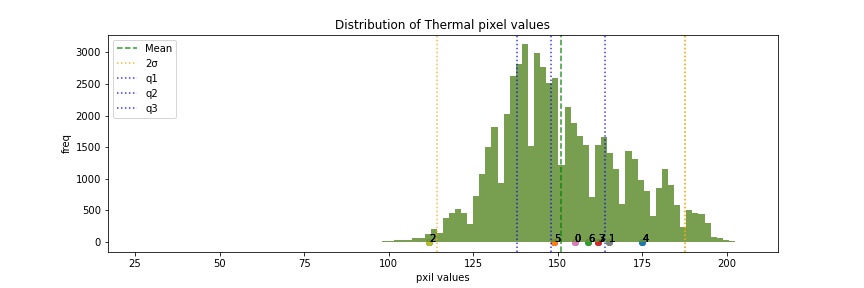 Distribution of Thermal pixel values
Mean
2σ
q1
q2
q3
freq
3000
2500
2000
1500
1000
500
0
2 5 0 6 3 1 4
25 50 75 100 125 150 175 200
pxil values